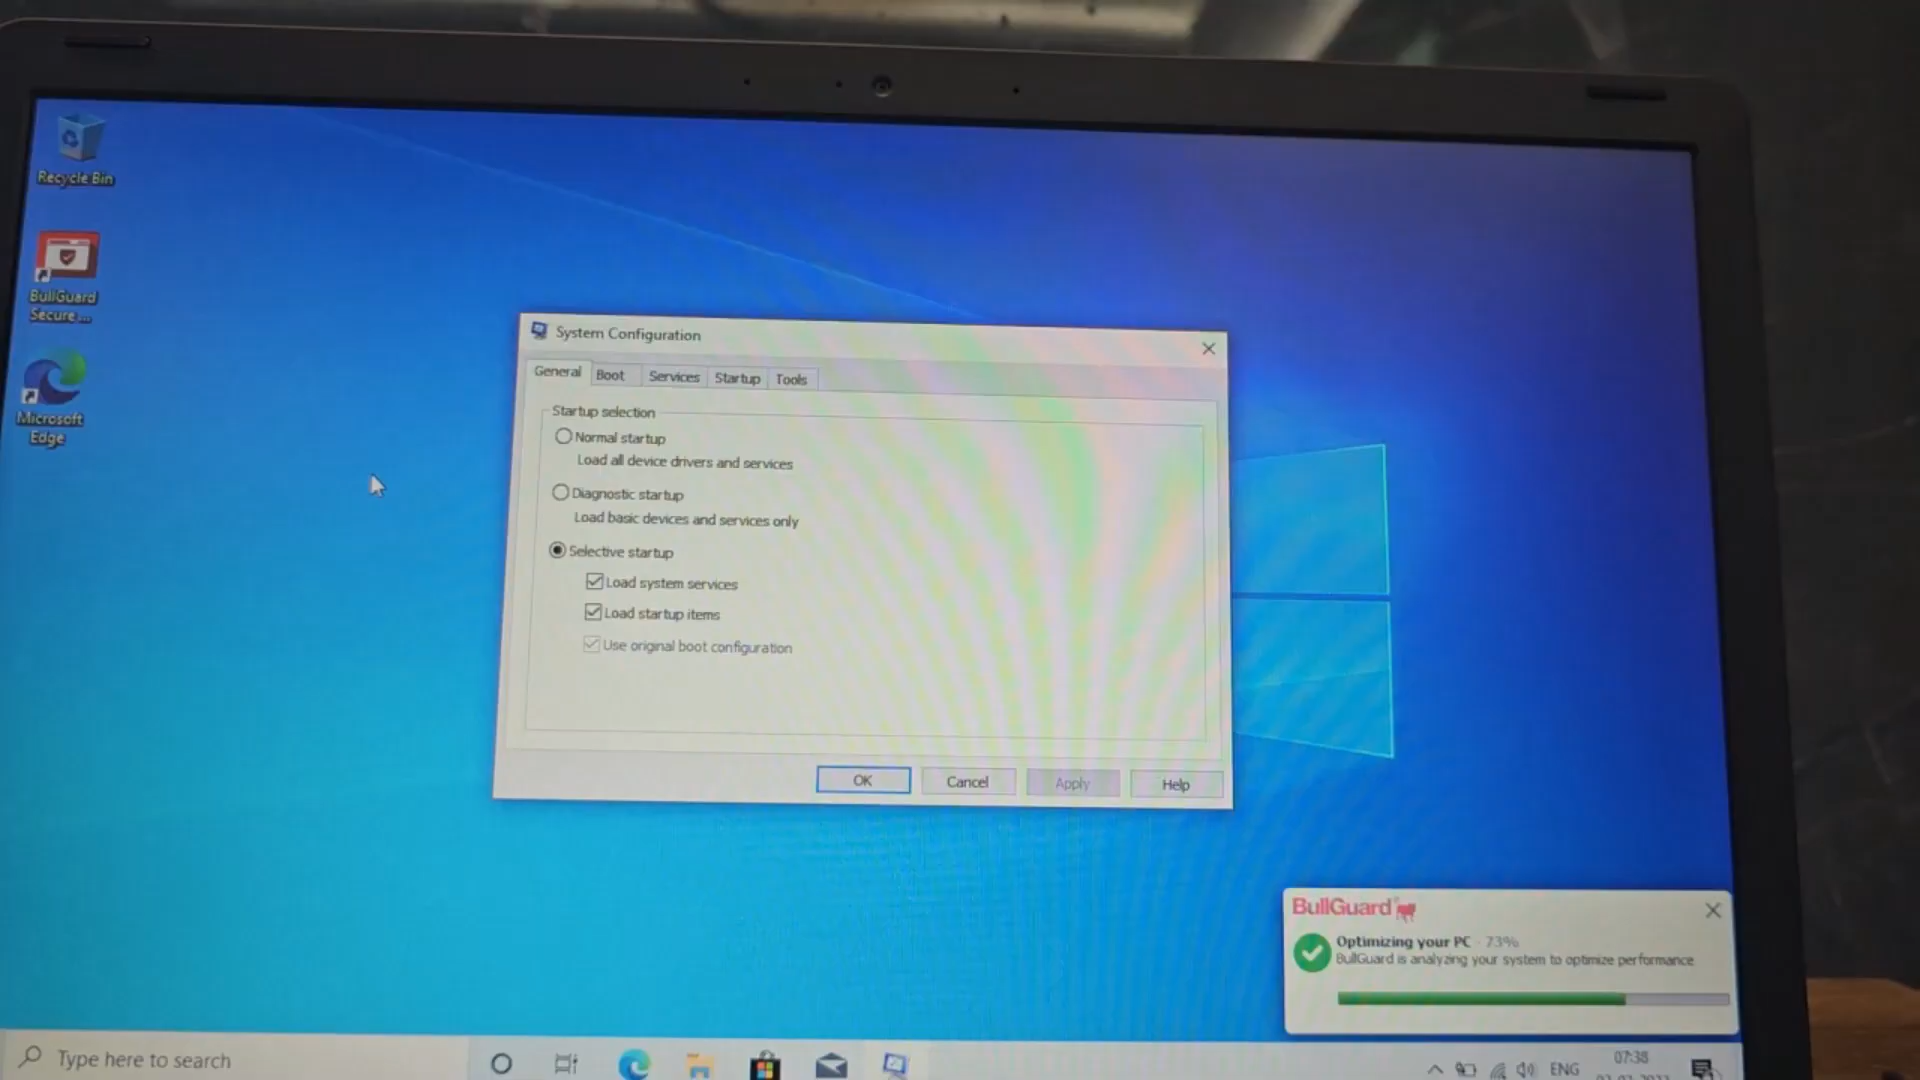 Recycle Bin
BullGuard
Secure ...
Microsoft
Edge
System Configuration
General Boot Services Startup Tools
Startup selection
Normal startup
Load all device drivers and services
Diagnostic startup
Load basic devices and services only
Selective startup
Load system services
Load startup items
Use original boot configuration
OK Cancel Apply Help
BullGuard
Optimizing your PC - 73%
BullGuard is analyzing your system to optimize performance
Type here to search
ENG
07:38